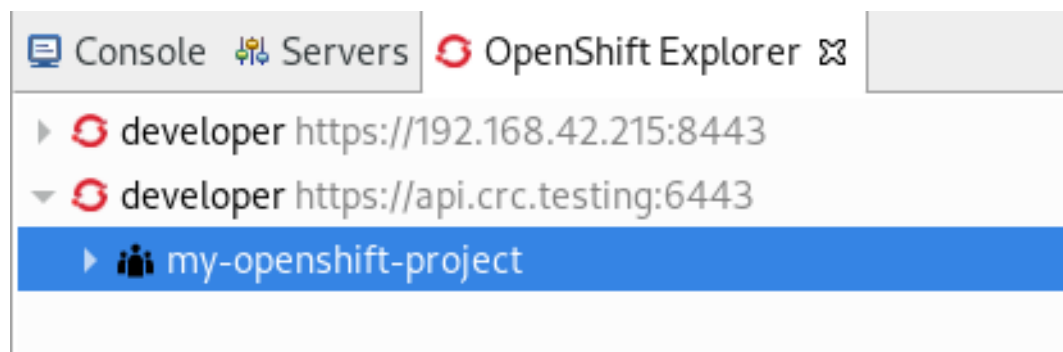 Console Servers OpenShift Explorer
developer https://192.168.42.215:8443
developer https://api.crc.testing:6443
my-openshift-project